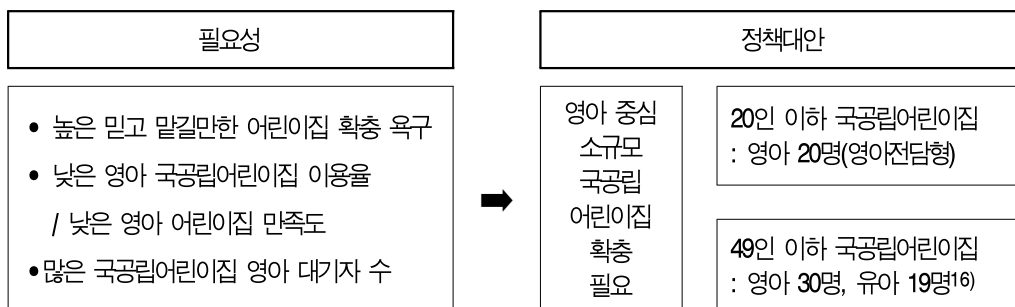 필요성
정책대안
• 높은 믿고 맡길만한 어린이집 확충 욕구
• 낮은 영아 국공립어린이집 이용율
/ 낮은 영아 어린이집 만족도
•많은 국공립어린이집 영아 대기자 수
영아 중심
소규모
국공립
어린이집
확충
필요
20인 이하 국공립어린이집
: 영아 20명(영아전담형)
49인 이하 국공립어린이집
: 영아 30명, 유아 19명16)